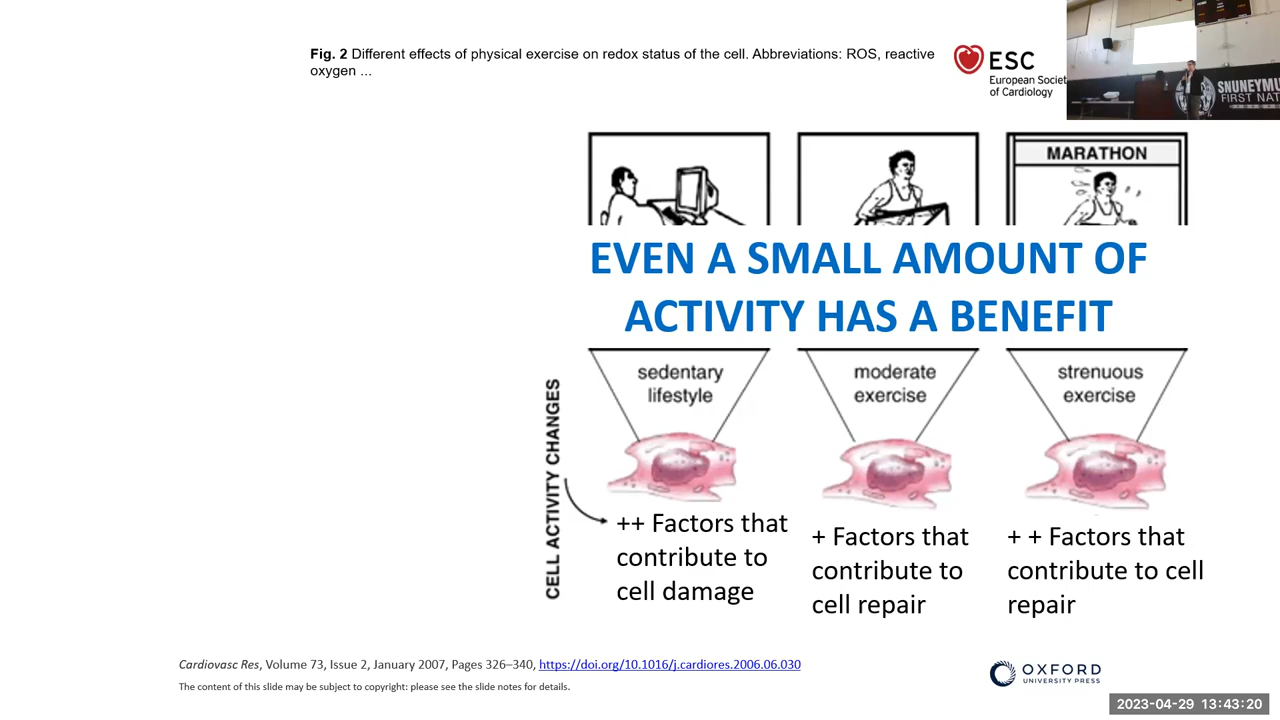 Fig. 2 Different effects of physical exercise on redox status of the cell. Abbreviations: ROS, reactive
oxygen ...
ESC
European Societ
of Cardiology
SNUNEYMU
FIRST NAT
MARATHON
EVEN A SMALL AMOUNT OF
ACTIVITY HAS A BENEFIT
sedentary
lifestyle
moderate
exercise
strenuous
exercise
CELL ACTIVITY CHANGES
++ Factors that
contribute to
cell damage
+ Factors that
contribute to
cell repair
+ + Factors that
contribute to cell
repair
Cardiovasc Res, Volume 73, Issue 2, January 2007, Pages 326–340, https://doi.org/10.1016/j.cardiores.2006.06.030
The content of this slide may be subject to copyright: please see the slide notes for details.
OXFORD
UNIVERSITY PRESS
2023-04-29 13:43:20